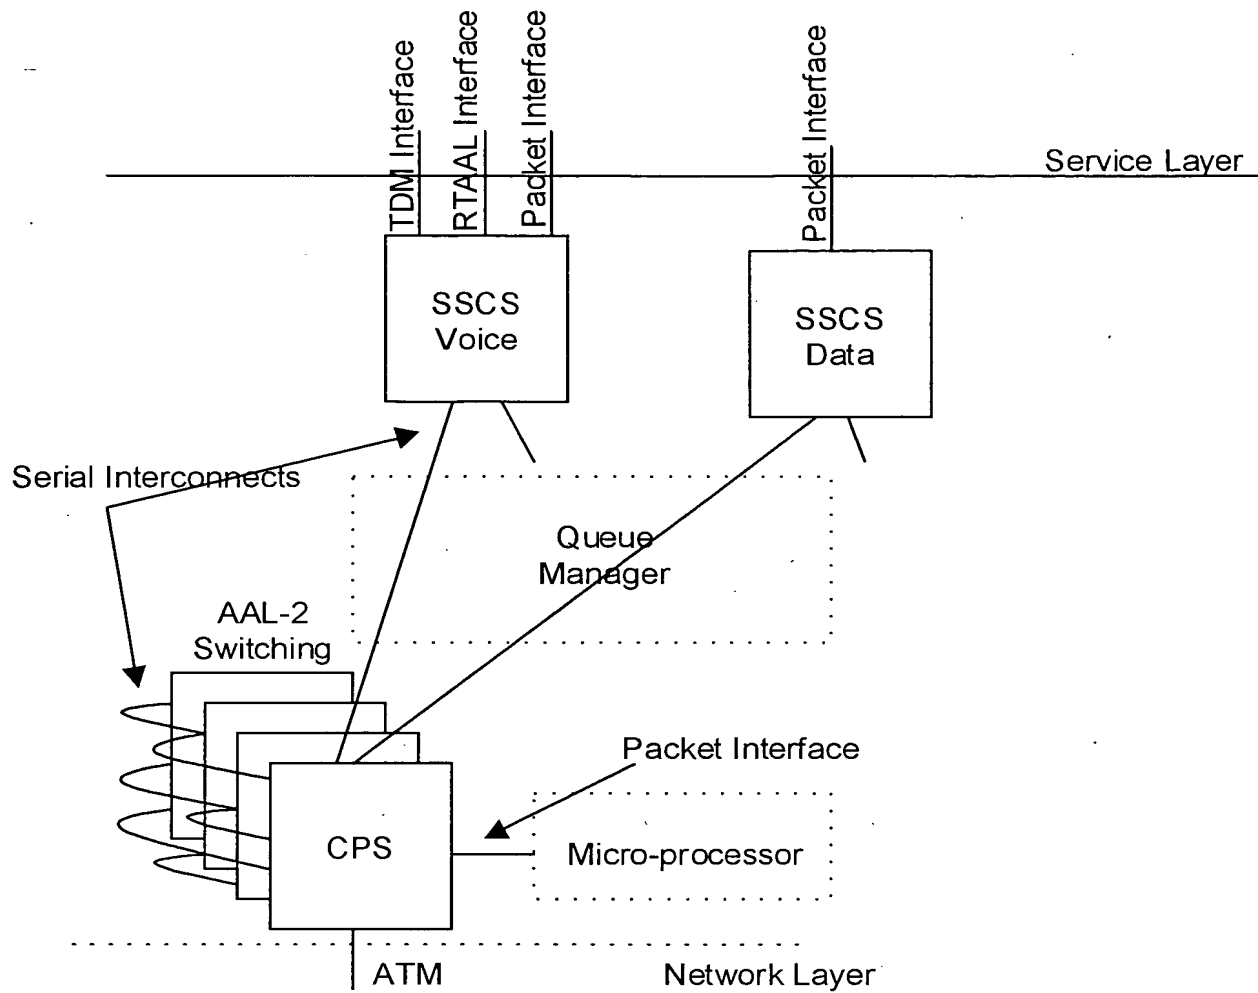 TDM Interface
RTAAL Interface
Packet Interface
Packet Interface
Service Layer
SSCS
Voice
SSCS
Data
Serial Interconnects
Queue
Manager
AAL-2
Switching
Packet Interface
CPS
Micro-processor
ATM
Network Layer